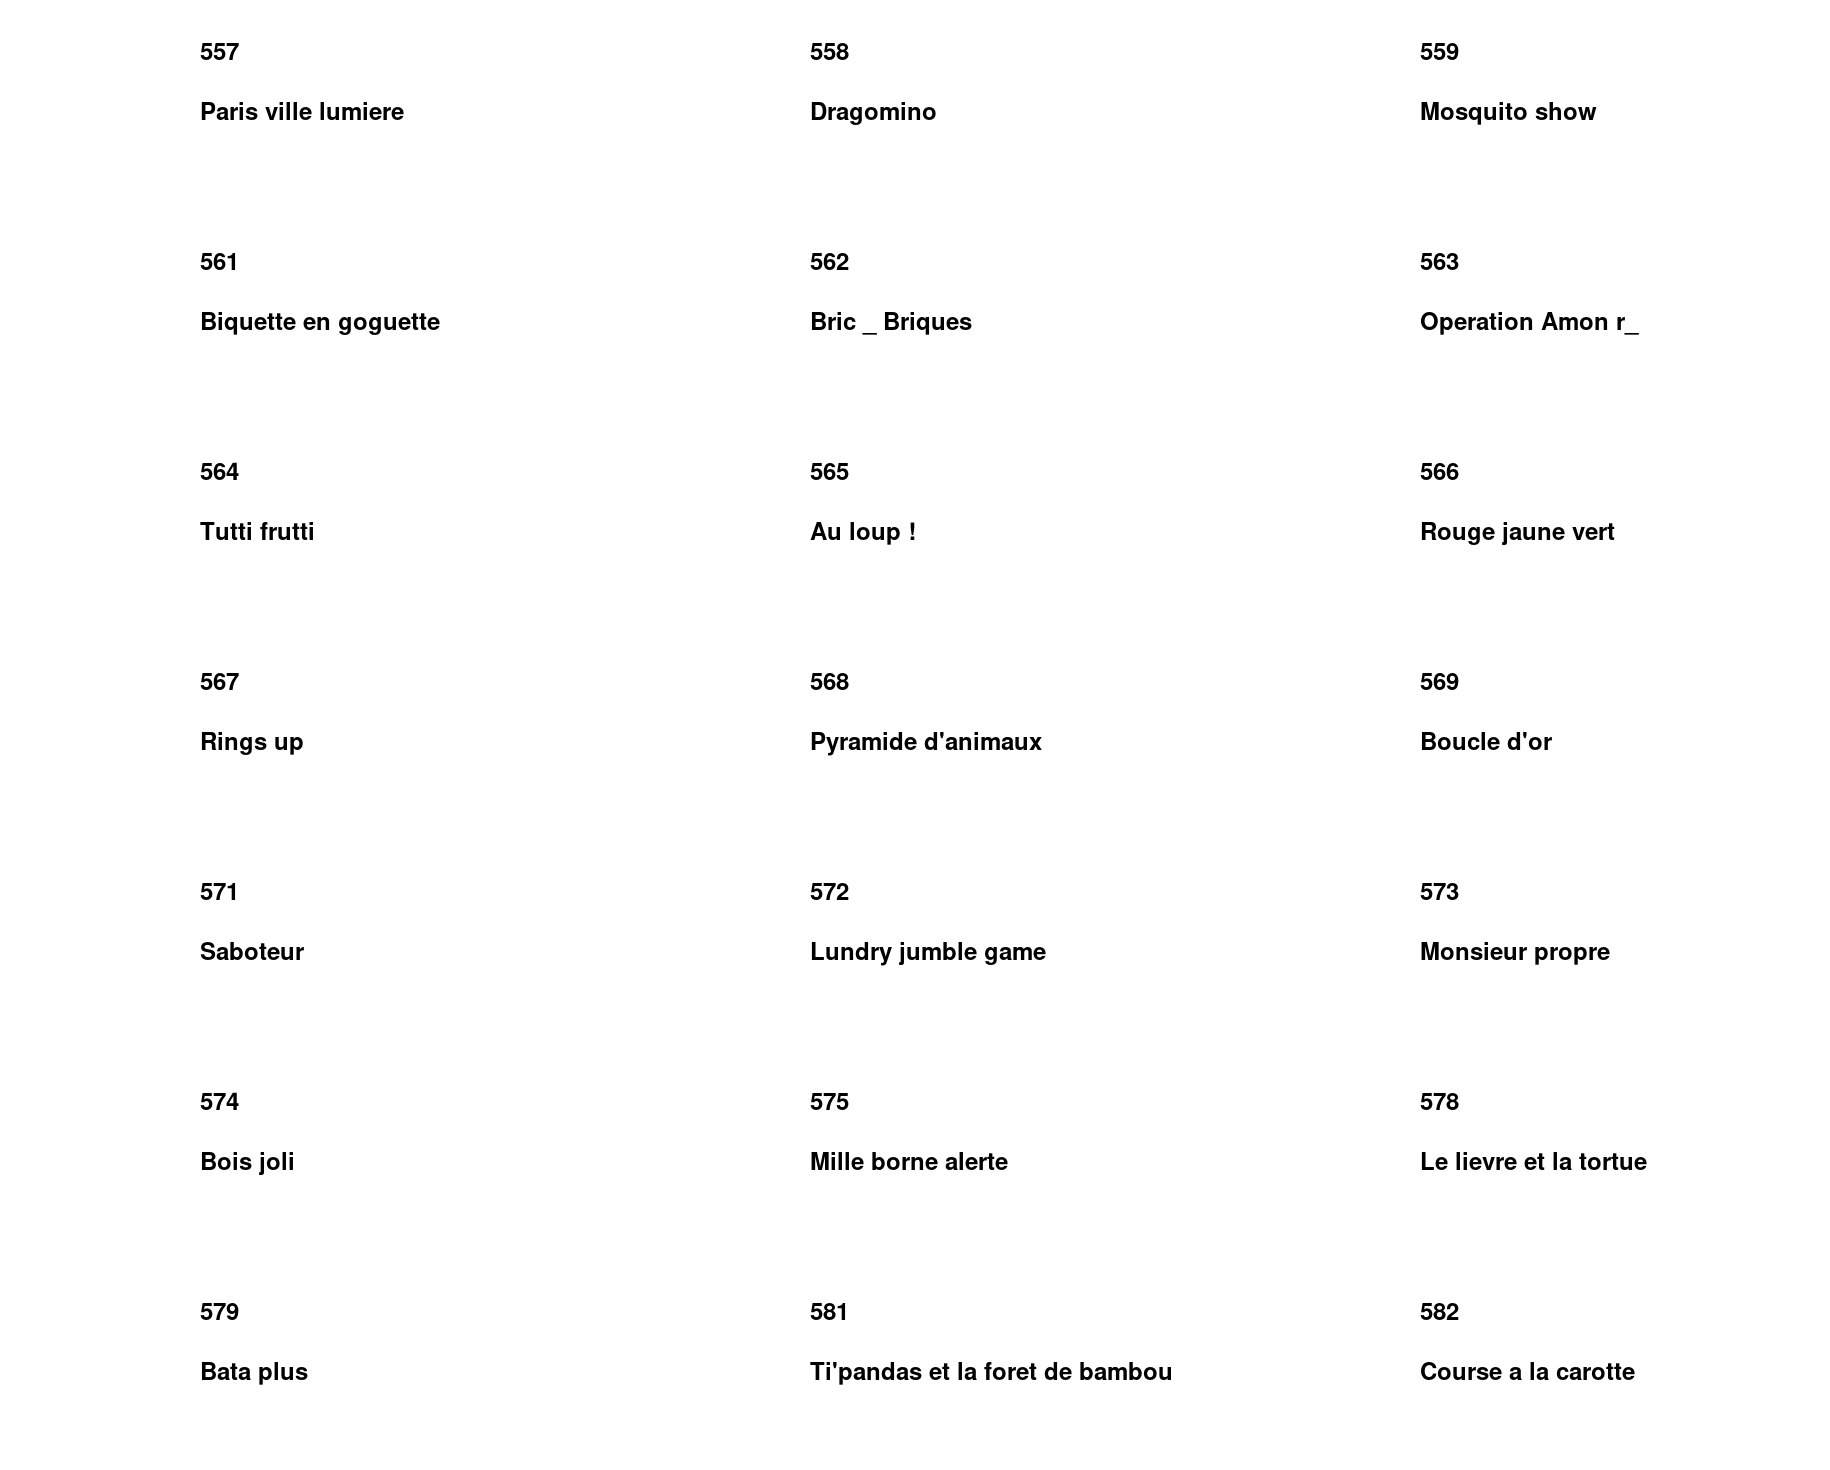 557 558 559
Paris ville lumiere Dragomino Mosquito show
561 562 563
Biquette en goguette Bric _ Briques Operation Amon r_
564 565 566
Tutti frutti Au loup ! Rouge jaune vert
567 568 569
Rings up Pyramide d'animaux Boucle d'or
571 572 573
Saboteur Lundry jumble game Monsieur propre
574 575 578
Bois joli Mille borne alerte Le lievre et la tortue
579 581 582
Bata plus Ti'pandas et la foret de bambou Course a la carotte